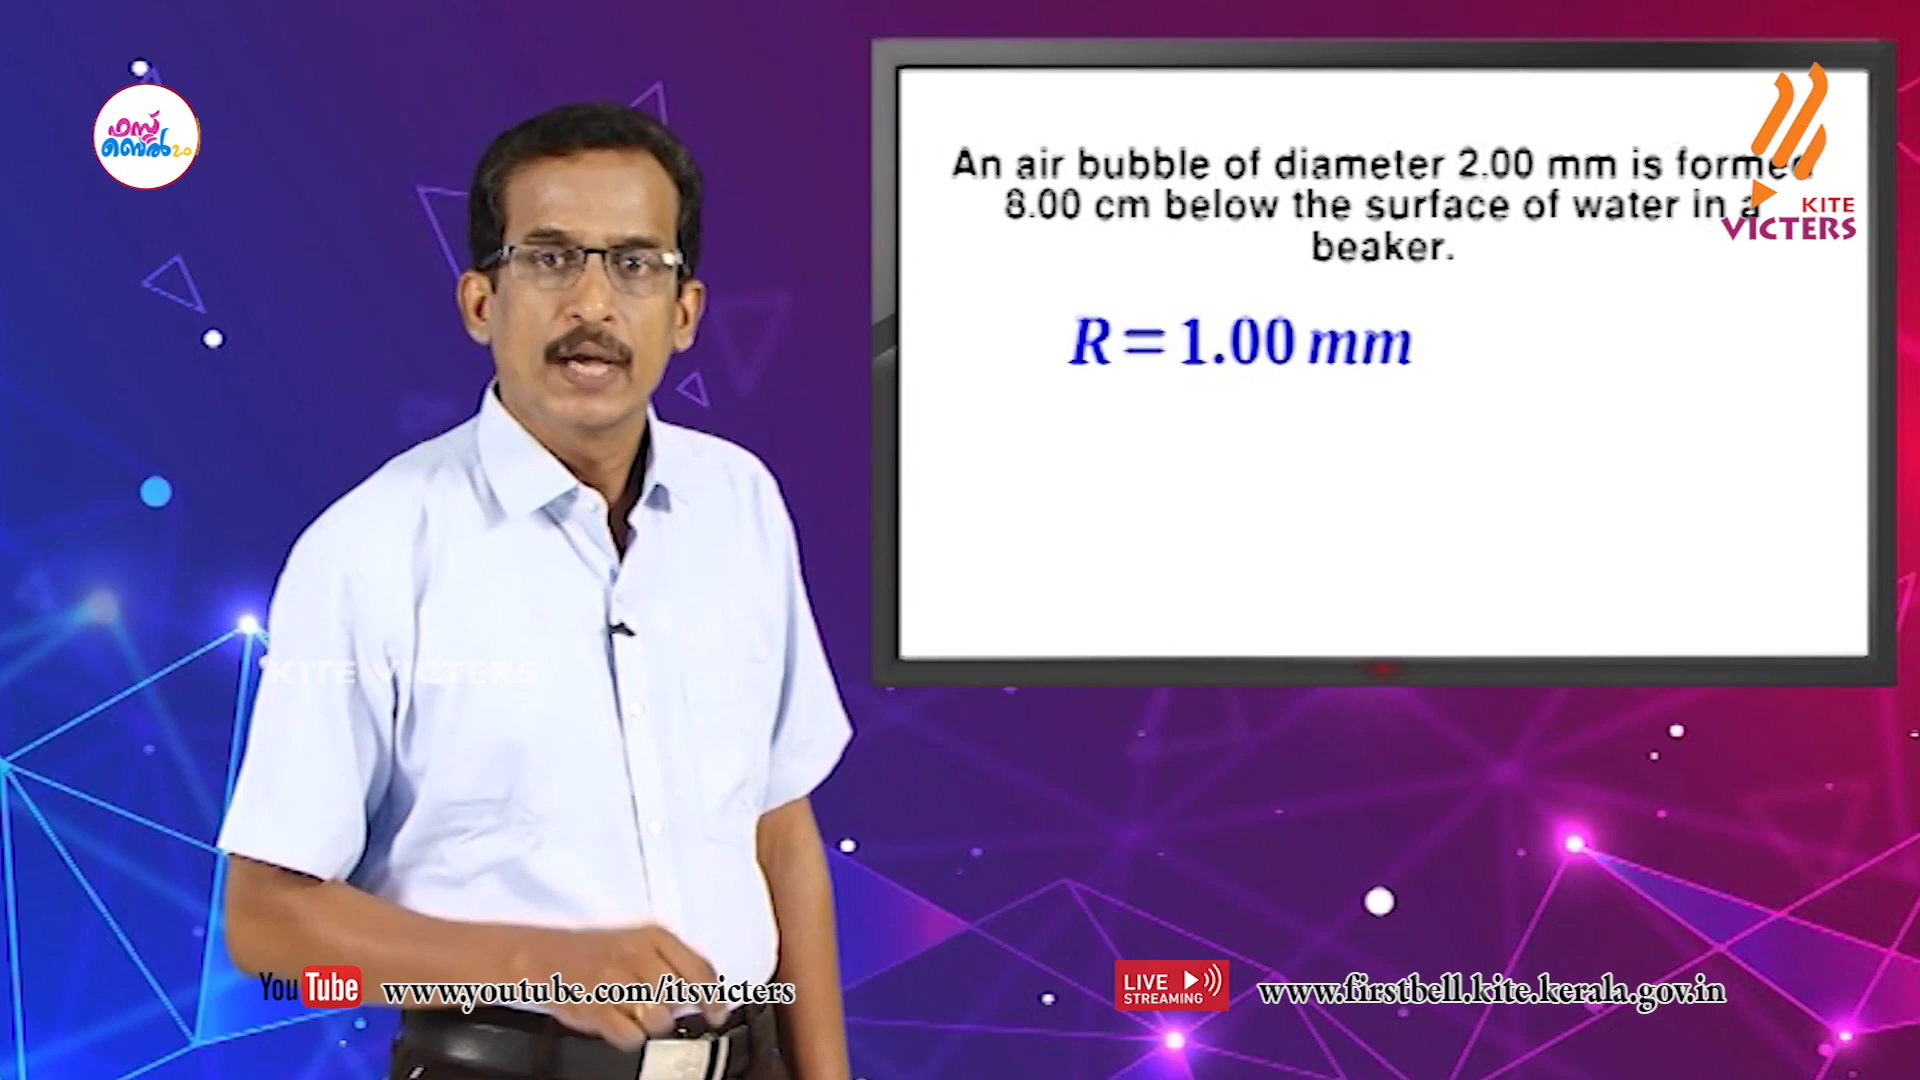 ഫസ്റ്റ്
ബെൽ 2.0
An air bubble of diameter 2.00 mm is formed
8.00 cm below the surface of water in a
beaker.
KITE
VICTERS
R = 1.00 mm
KITE VICTERS
YouTube www.youtube.com/itsvicters
LIVE
STREAMING
www.firstbell.kite.kerala.gov.in